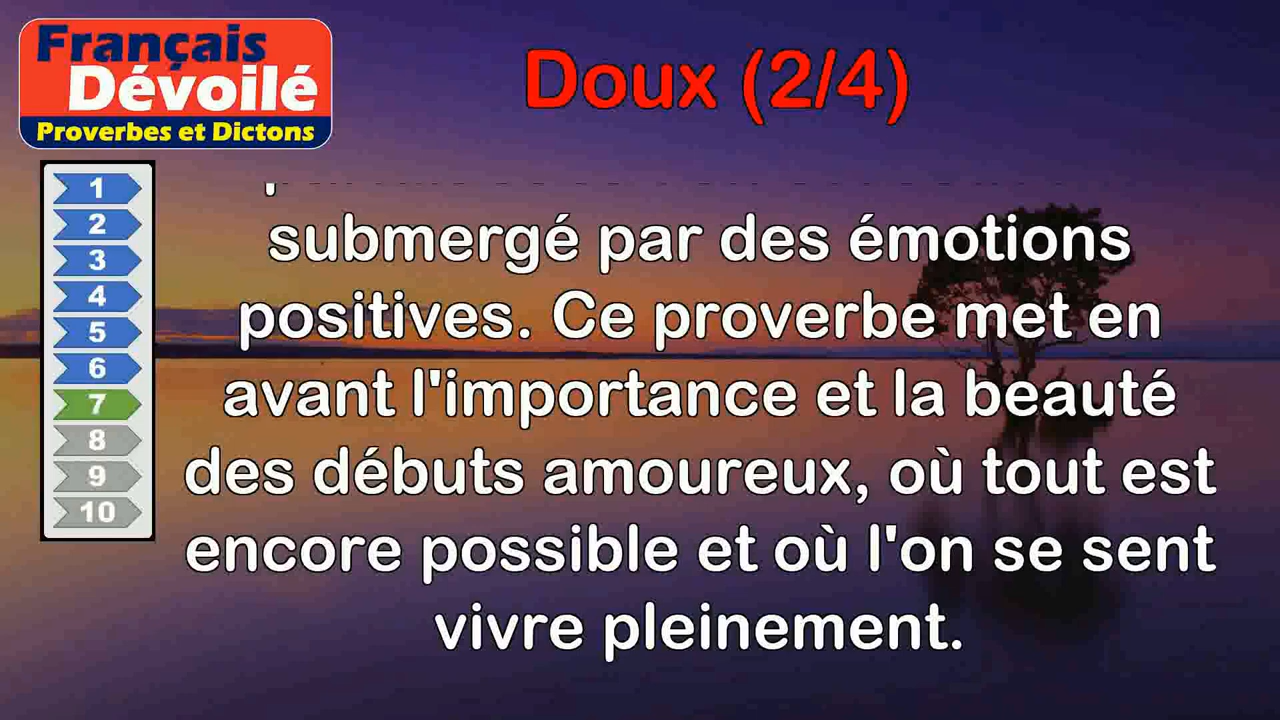 Français
Dévoilé
Proverbes et Dictons
Doux (2/4)
1
2
3
4
5
6
7
8
9
10
submergé par des émotions
positives. Ce proverbe met en
avant l'importance et la beauté
des débuts amoureux, où tout est
encore possible et où l'on se sent
vivre pleinement.